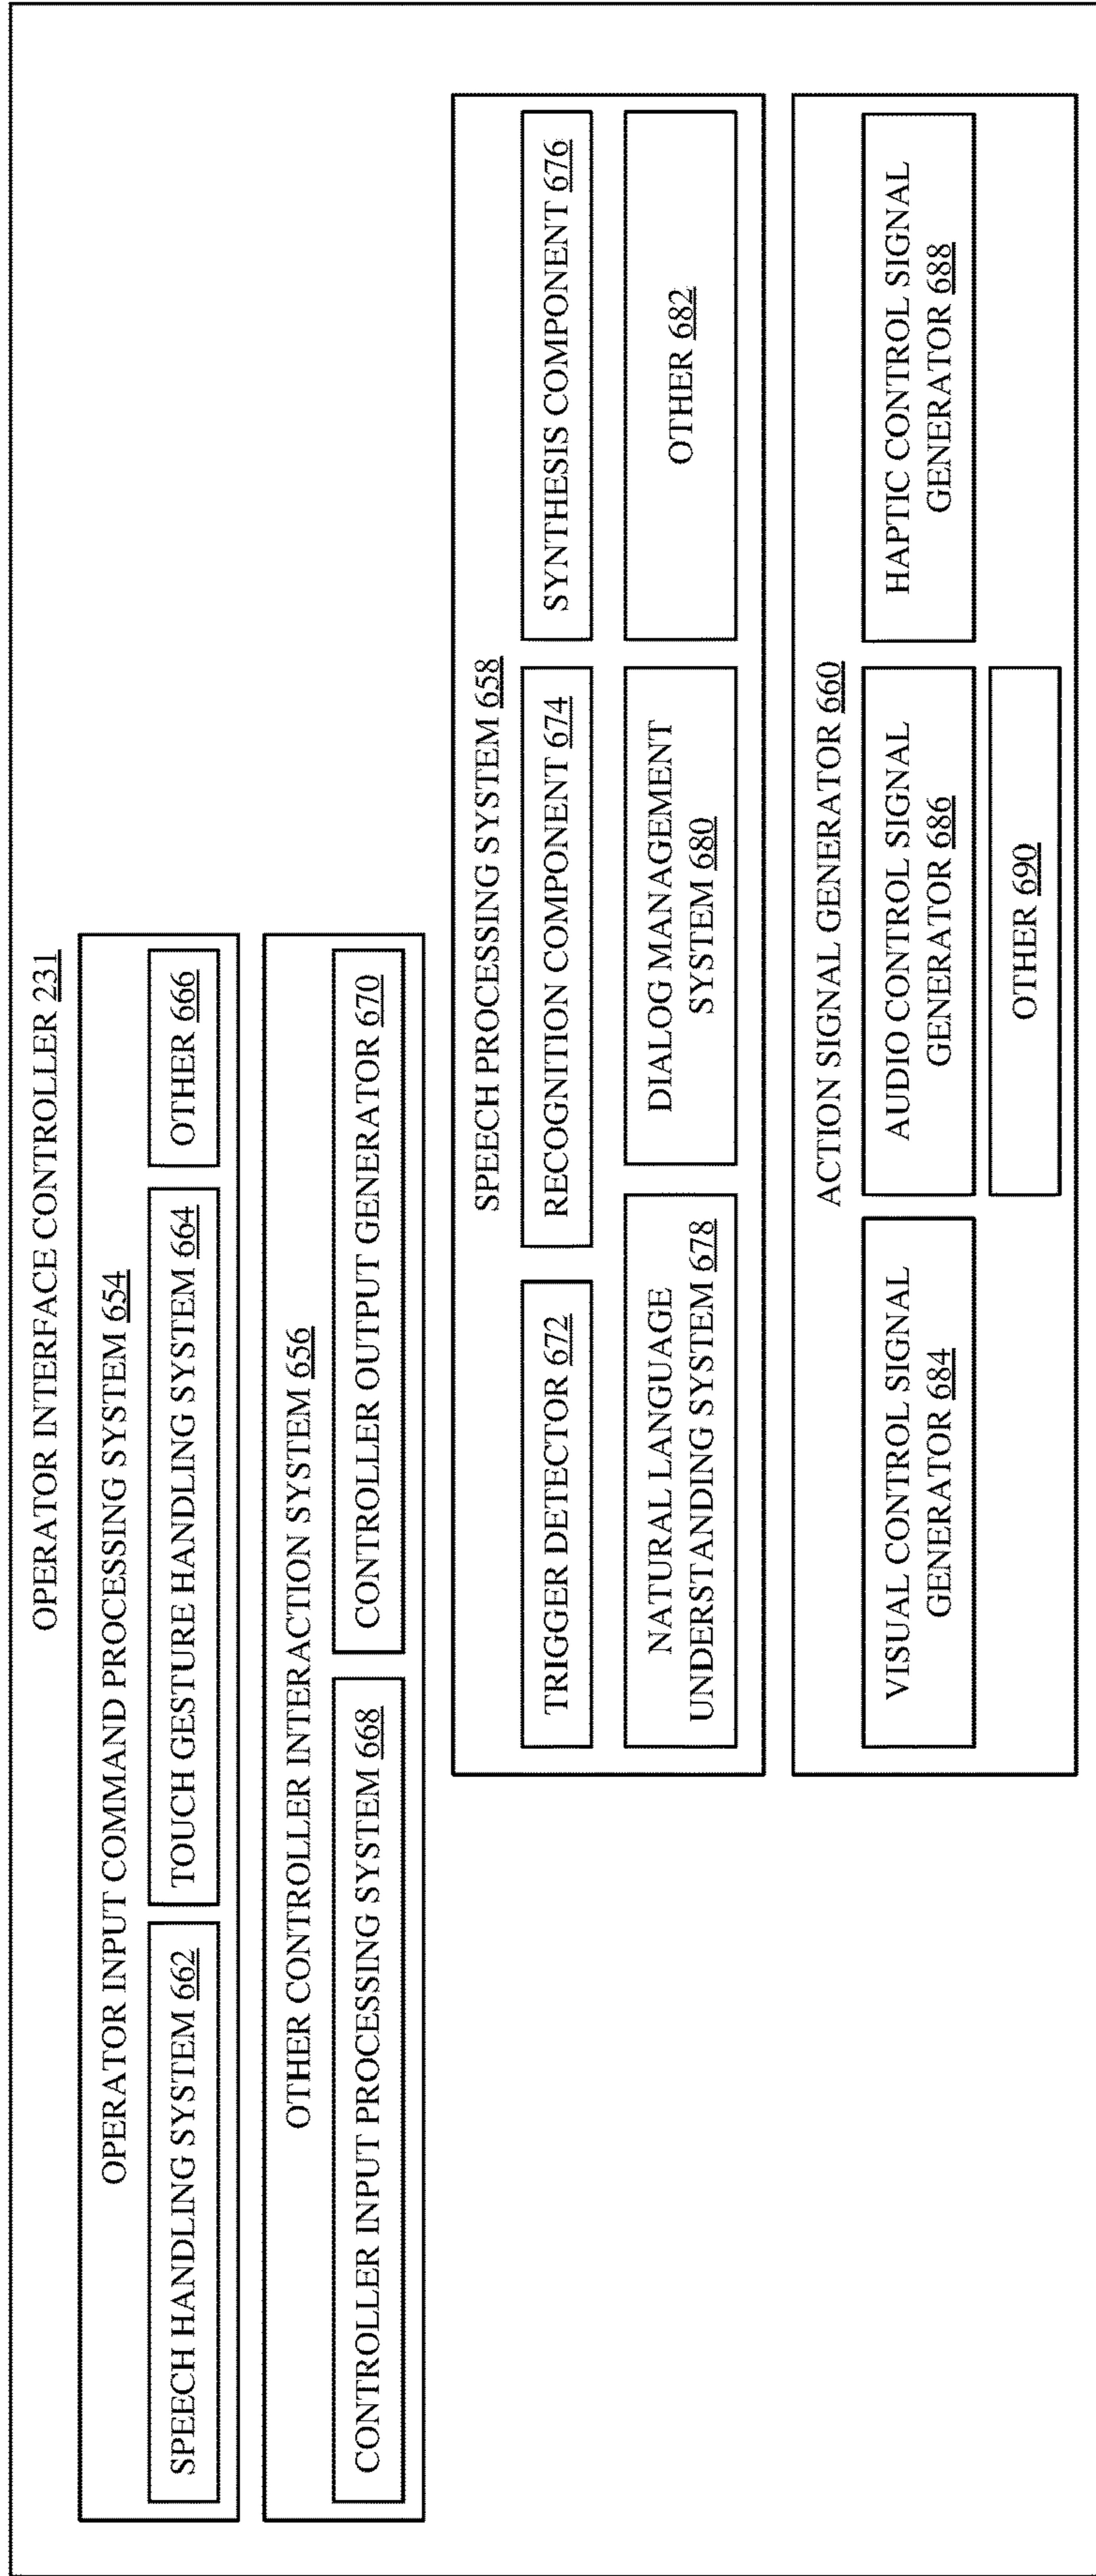 OPERATOR INTERFACE CONTROLLER 231
OPERATOR INPUT COMMAND PROCESSING SYSTEM 654
SPEECH HANDLING SYSTEM 662
TOUCH GESTURE HANDLING SYSTEM 664
OTHER 666
OTHER CONTROLLER INTERACTION SYSTEM 656
CONTROLLER INPUT PROCESSING SYSTEM 668
CONTROLLER OUTPUT GENERATOR 670
SPEECH PROCESSING SYSTEM 658
TRIGGER DETECTOR 672
RECOGNITION COMPONENT 674
SYNTHESIS COMPONENT 676
NATURAL LANGUAGE
UNDERSTANDING SYSTEM 678
DIALOG MANAGEMENT
SYSTEM 680
OTHER 682
ACTION SIGNAL GENERATOR 660
VISUAL CONTROL SIGNAL
GENERATOR 684
AUDIO CONTROL SIGNAL
GENERATOR 686
HAPTIC CONTROL SIGNAL
GENERATOR 688
OTHER 690